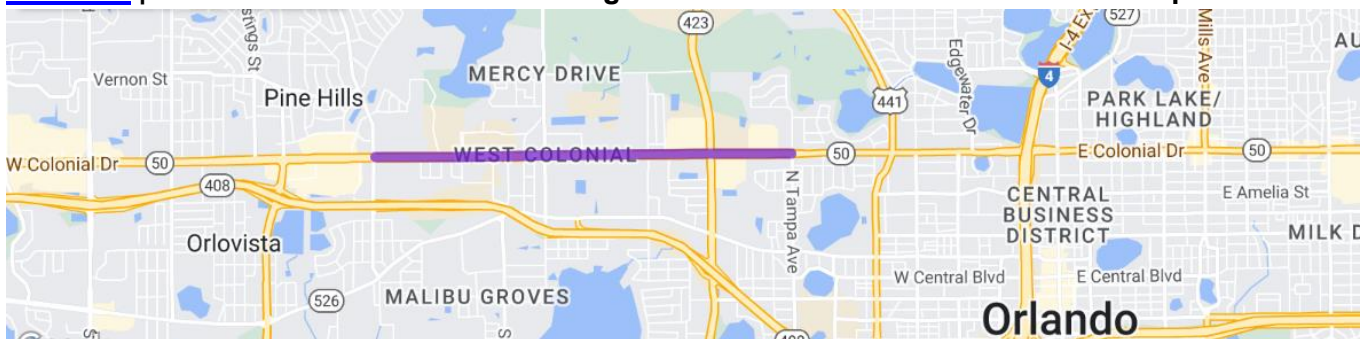 423
527
I-4 Ex
Mills Ave
Edgewater Dr
Vernon St
MERCY DRIVE
Pine Hills
4
PARK LAKE/
HIGHLAND
441
W Colonial Dr
50
WEST COLONIAL
50
E Colonial Dr
50
408
N Tampa Ave
CENTRAL
BUSINESS
DISTRICT
E Amelia St
Orlovista
MILK D
W Central Blvd
E Central Blvd
526
MALIBU GROVES
Orlando